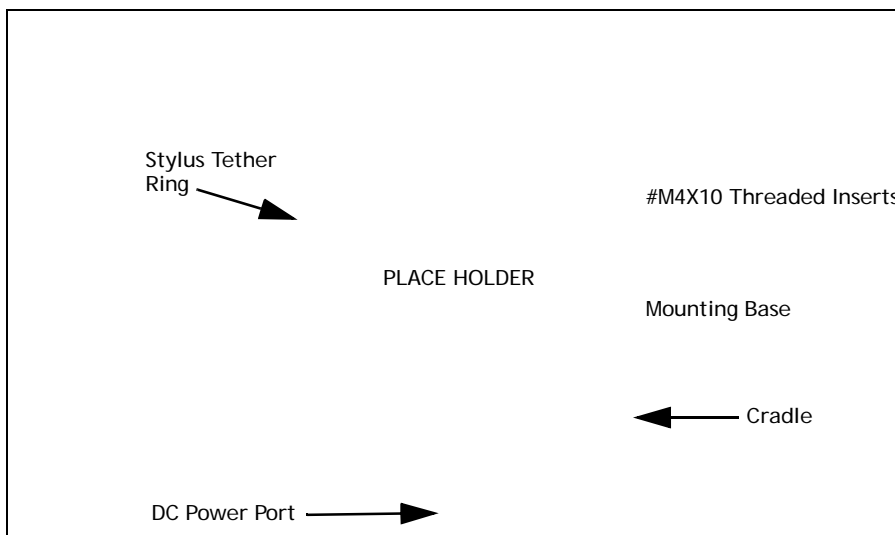 Stylus Tether
Ring
#M4X10 Threaded Inserts
PLACE HOLDER
Mounting Base
Cradle
DC Power Port